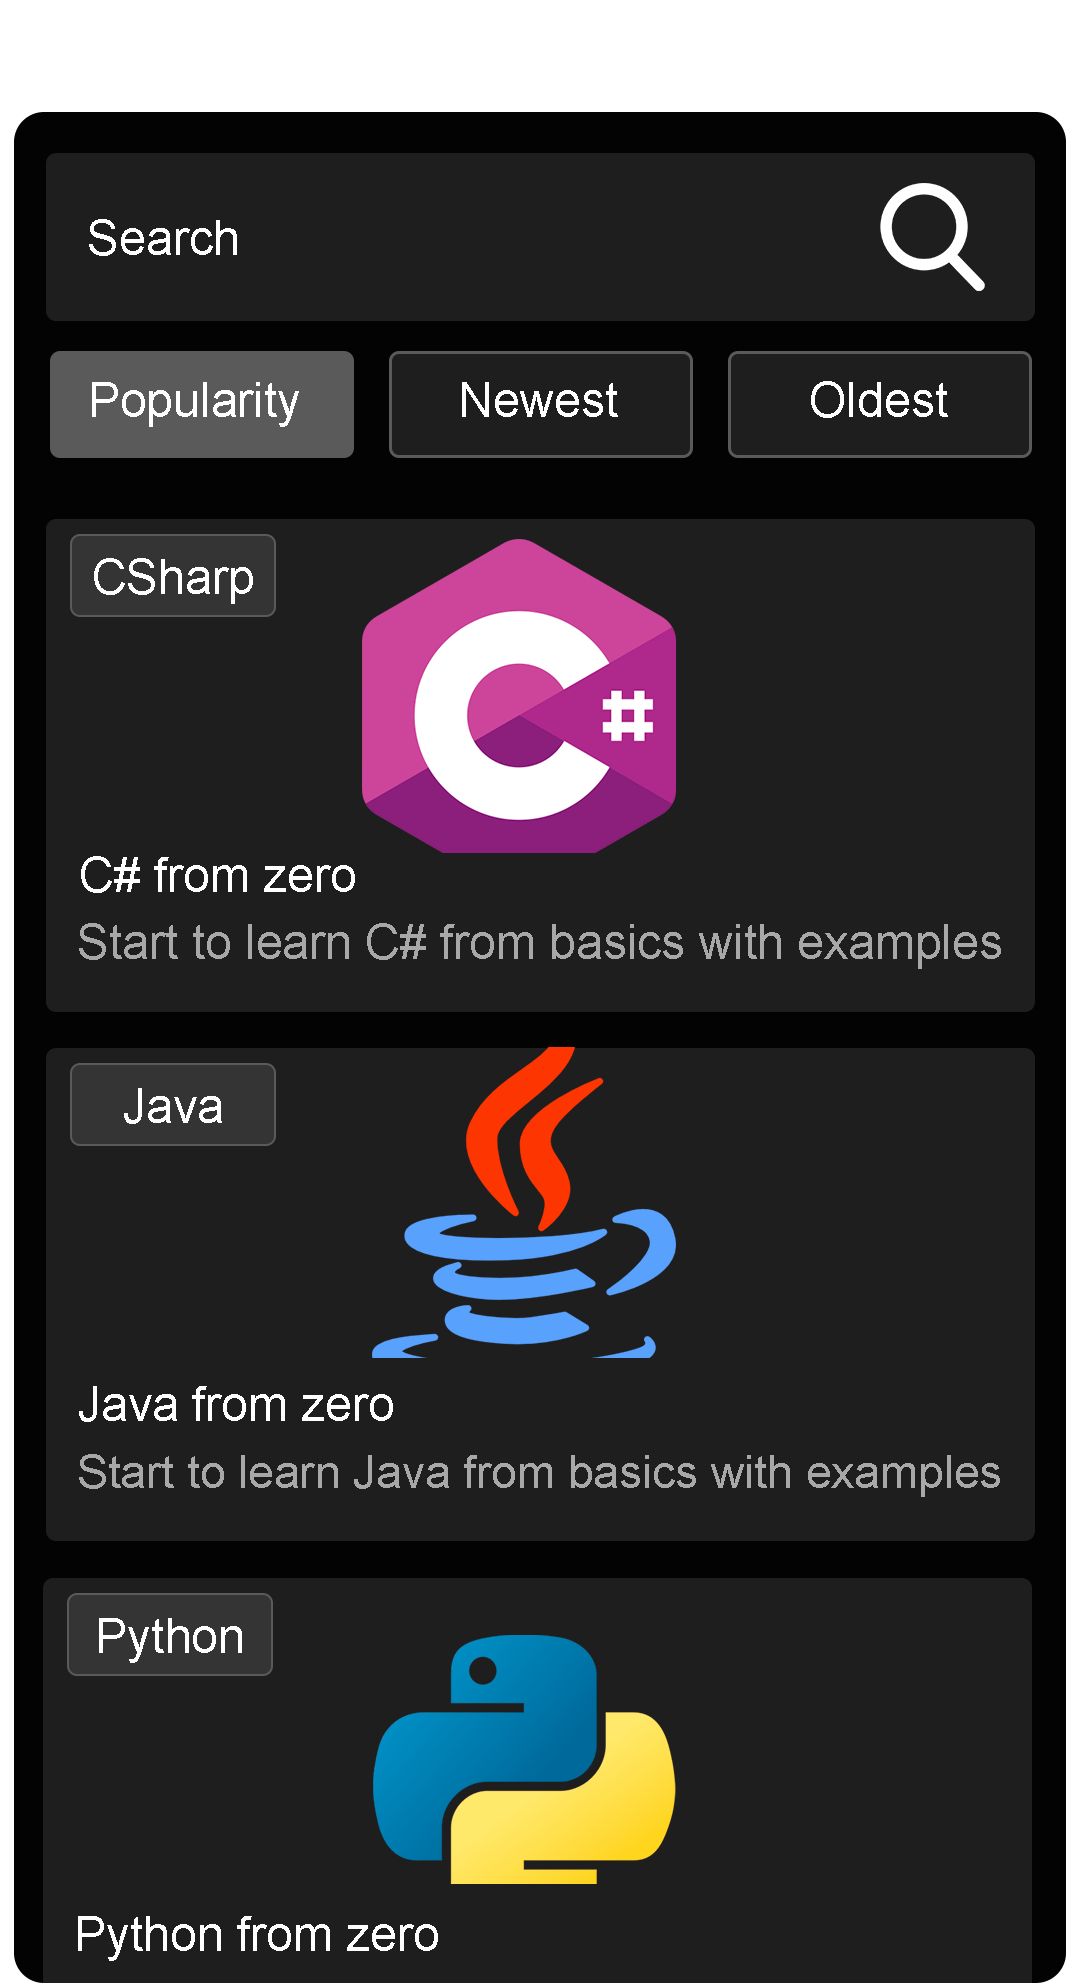 Search
Popularity Newest Oldest
CSharp
C#
C# from zero
Start to learn C# from basics with examples
Java
Java from zero
Start to learn Java from basics with examples
Python
Python from zero